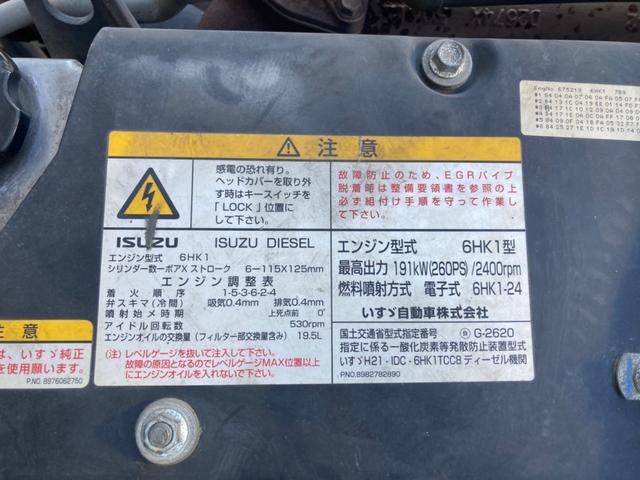 EngNo 675213 6HK1 789
⚠ 注意
感電の恐れ有り。
ヘッドカバーを取り外
す時はキースイッチを
「LOCK」位置に
して下さい。
故障防止のため、EGRパイプ
脱着時は整備要領書を参照の上
必ず組付け手順を守って作業し
て下さい。
ISUZU ISUZU DIESEL
エンジン型式 6HK1
シリンダー数ーボアXストローク 6ー115X125mm
エンジン調整表
着火順序 1-5-3-6-2-4
弁スキマ(冷間) 吸気0.4mm 排気0.4mm
噴射始メ時期 上死点前 0°
アイドル回転数 530rpm
エンジンオイルの交換量(フィルター部交換量含み) 19.5L
(注)レベルゲージを抜いて注入して下さい。
故障の原因となるのでレベルゲージMAX位置以上
にエンジンオイルを注入しないで下さい。
エンジン型式 6HK1型
最高出力 191kW(260PS)/2400rpm
燃料噴射方式 電子式 6HK1-24
いすゞ自動車株式会社
国土交通省型式指定番号 G-2620
指定に係る一酸化炭素等発散防止装置型式
いすゞH21-IDC-6HK1TCC8 ディーゼル機関
P.NO.8982782890
は、いすゞ純正
を使用願います。
P.NO. 8976062750